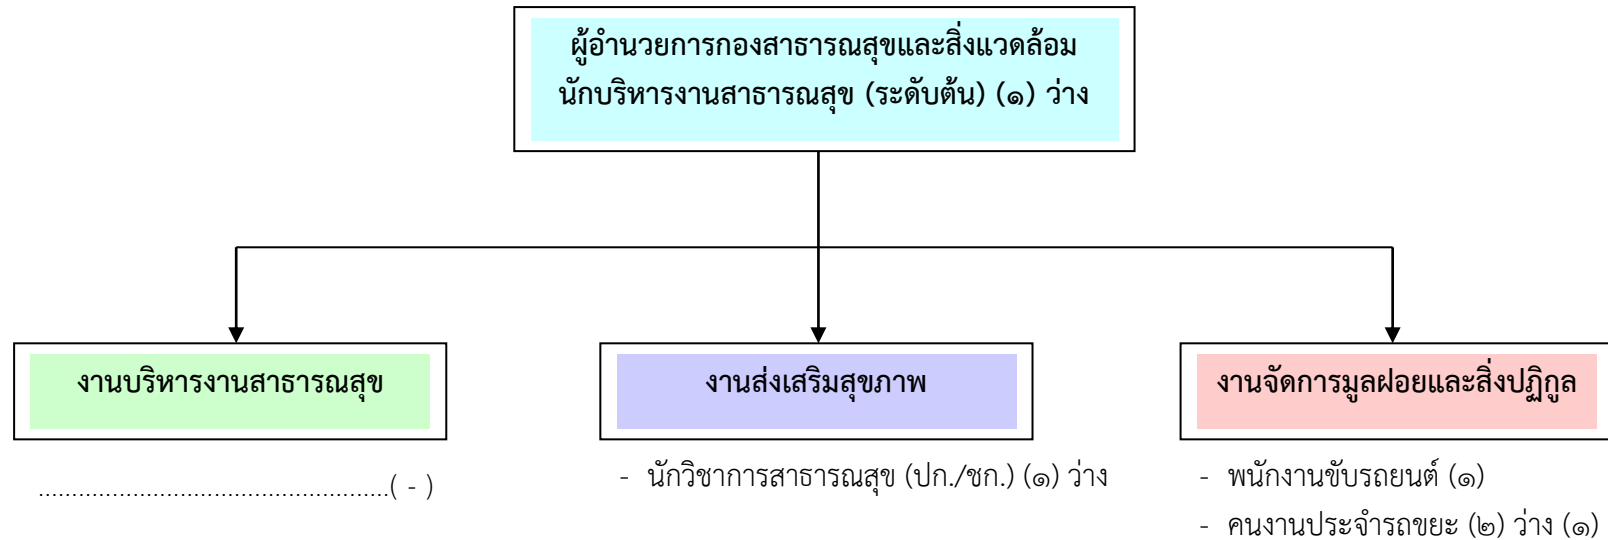 ผู้อำนวยการกองสาธารณสุขและสิ่งแวดล้อม
นักบริหารงานสาธารณสุข (ระดับต้น) (๑) ว่าง
งานบริหารงานสาธารณสุข
....................................................( - )
งานส่งเสริมสุขภาพ
- นักวิชาการสาธารณสุข (ปก./ชก.) (๑) ว่าง
งานจัดการมูลฝอยและสิ่งปฏิกูล
- พนักงานขับรถยนต์ (๑)
- คนงานประจำรถขยะ (๒) ว่าง (๑)